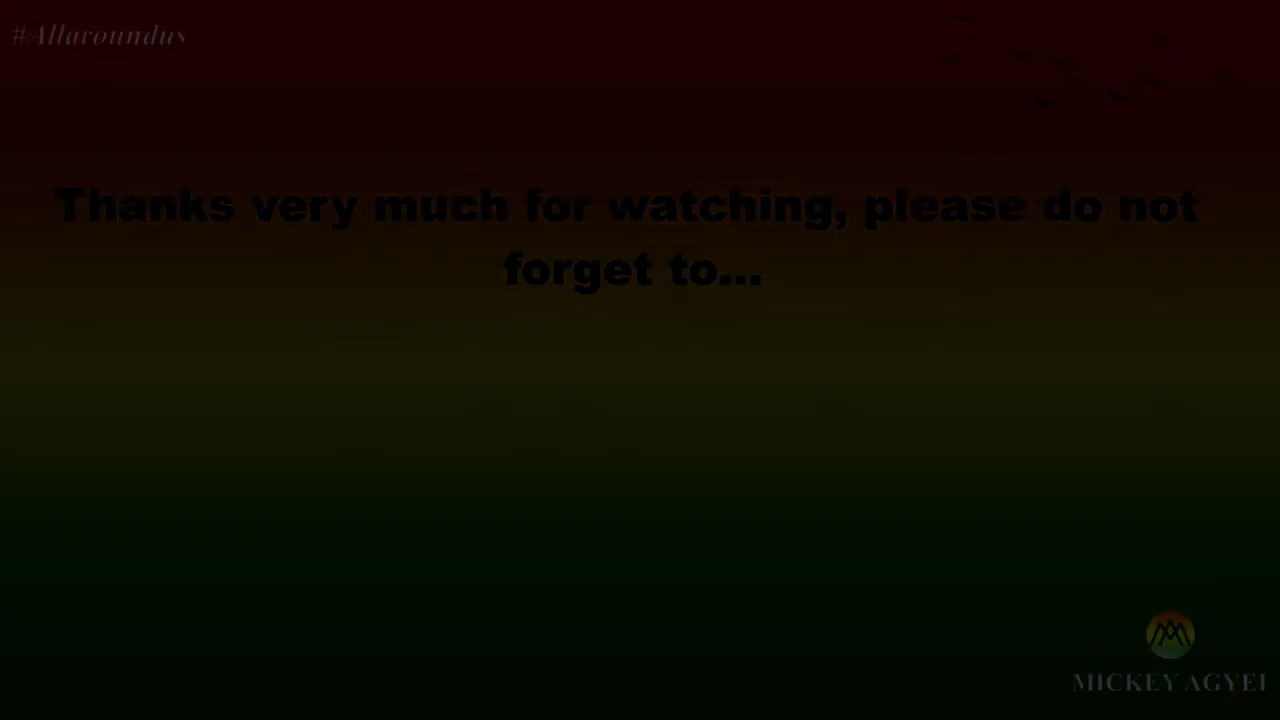 #Allaroundus
Thanks very much for watching, please do not
forget to...
MICKEY AGYEI